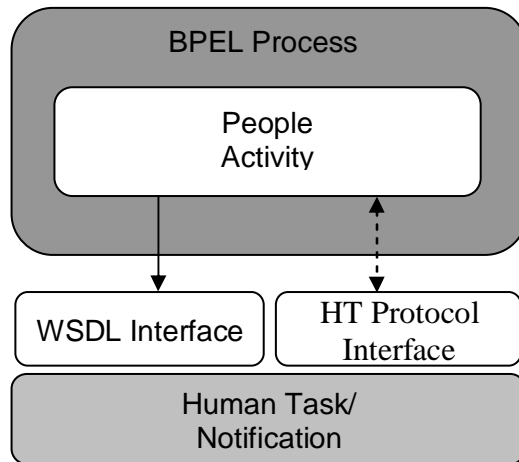 BPEL Process
People
Activity
WSDL Interface
HT Protocol
Interface
Human Task/
Notification